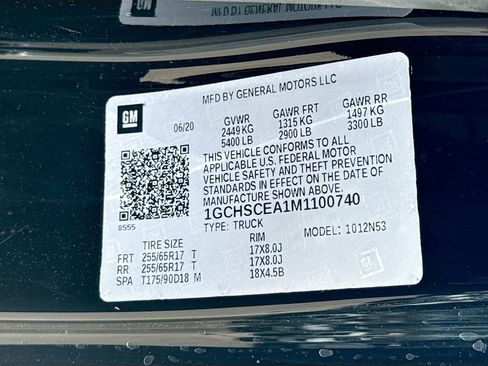 MFD BY GENERAL MOTORS LLC
GM
06/20 GVWR GAWR FRT GAWR RR
2449 KG 1315 KG 1497 KG
5400 LB 2900 LB 3300 LB
THIS VEHICLE CONFORMS TO ALL
APPLICABLE U.S. FEDERAL MOTOR
VEHICLE SAFETY AND THEFT PREVENTION
STANDARDS IN EFFECT ON THE DATE OF
MANUFACTURE SHOWN ABOVE.
8555 1GCHSCEA1M1100740
TYPE: TRUCK MODEL: 1012N53
TIRE SIZE RIM
FRT 255/65R17 T 17X8.0J
RR 255/65R17 T 17X8.0J
SPA T175/90D18 M 18X4.5B